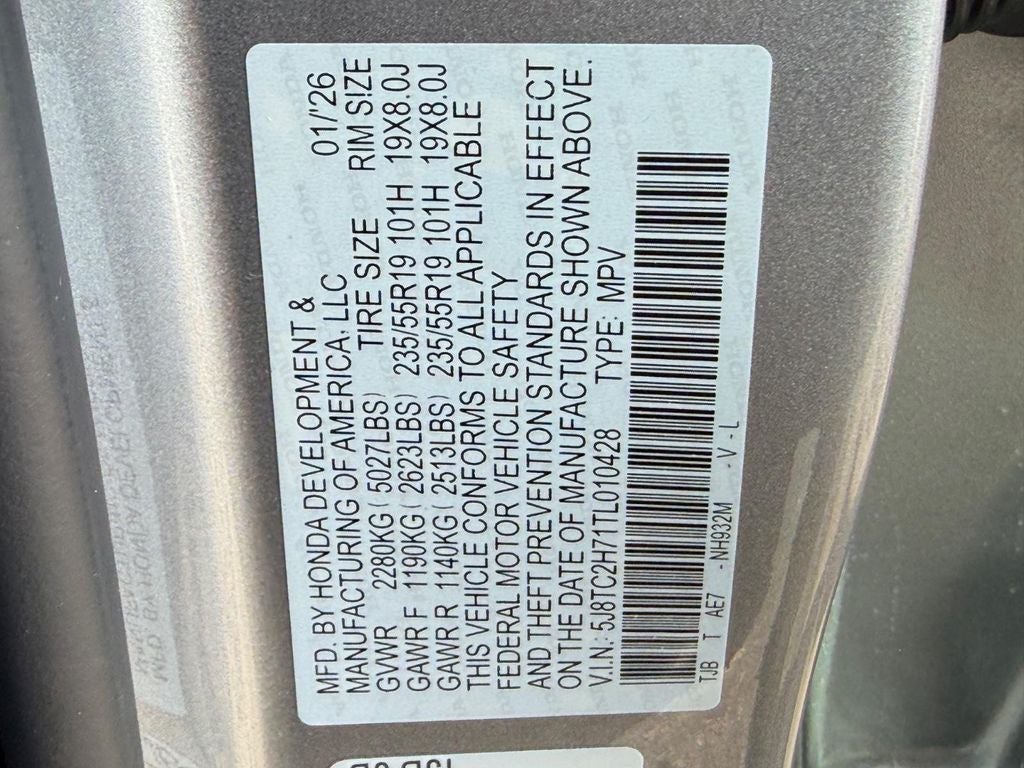 MFD. BY HONDA DEVELOPMENT &
MANUFACTURING OF AMERICA, LLC 01/'26
GVWR 2280KG ( 5027LBS) TIRE SIZE RIM SIZE
GAWR F 1190KG ( 2623LBS) 235/55R19 101H 19X8.0J
GAWR R 1140KG ( 2513LBS) 235/55R19 101H 19X8.0J
THIS VEHICLE CONFORMS TO ALL APPLICABLE
FEDERAL MOTOR VEHICLE SAFETY
AND THEFT PREVENTION STANDARDS IN EFFECT
ON THE DATE OF MANUFACTURE SHOWN ABOVE.
V.I.N.: 5J8TC2H71TL010428 TYPE: MPV
TJB T AE7 -NH932M -V-L